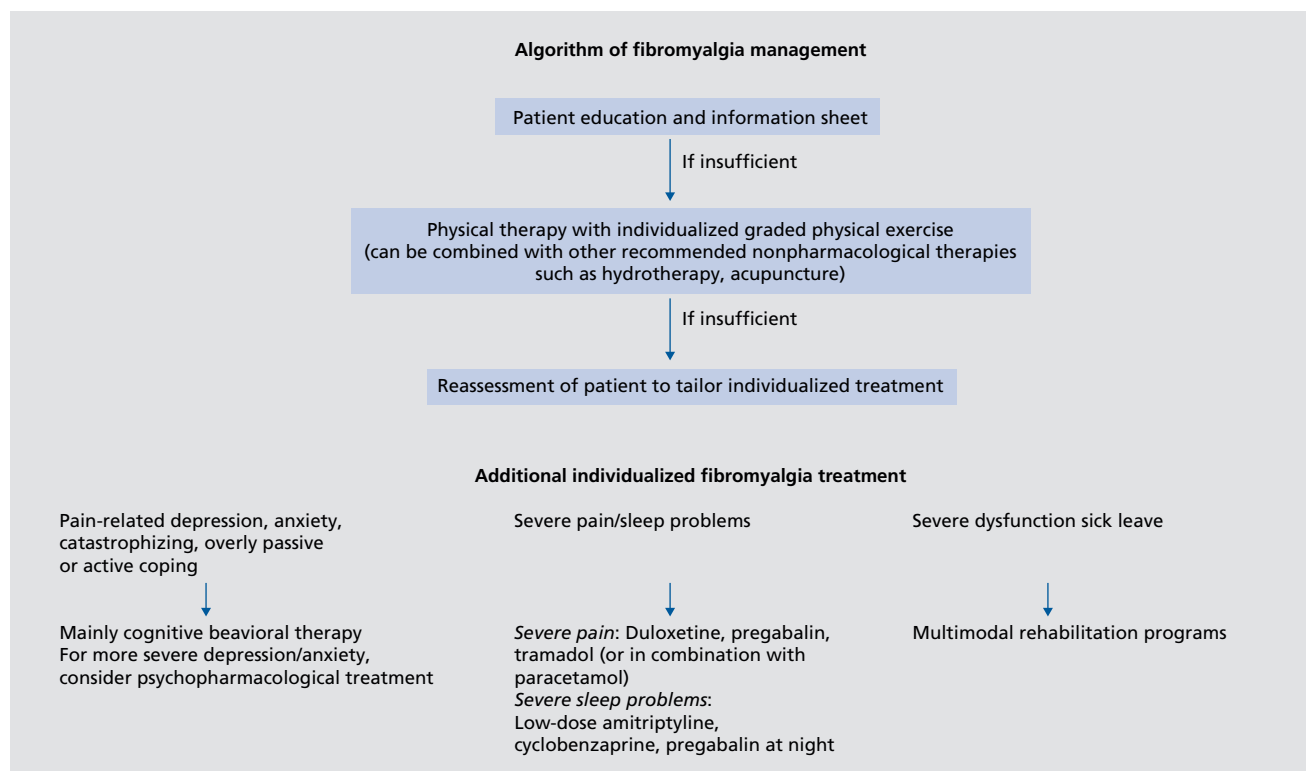 Algorithm of fibromyalgia management
Patient education and information sheet
If insufficient
Physical therapy with individualized graded physical exercise
(can be combined with other recommended nonpharmacological therapies
such as hydrotherapy, acupuncture)
If insufficient
Reassessment of patient to tailor individualized treatment
Additional individualized fibromyalgia treatment
Pain-related depression, anxiety,
catastrophizing, overly passive
or active coping
Mainly cognitive beavioral therapy
For more severe depression/anxiety,
consider psychopharmacological treatment
Severe pain/sleep problems
Severe pain: Duloxetine, pregabalin,
tramadol (or in combination with
paracetamol)
Severe sleep problems:
Low-dose amitriptyline,
cyclobenzaprine, pregabalin at night
Severe dysfunction sick leave
Multimodal rehabilitation programs